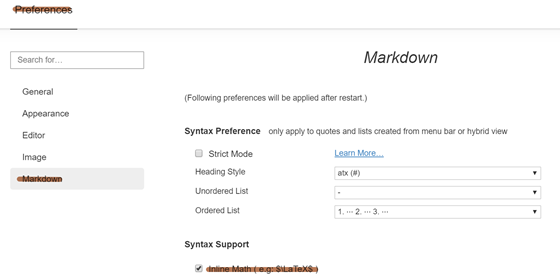 Preferences
Markdown
Search for...
(Following preferences will be applied after restart.)
General
Appearance
Editor
Image
Markdown
Syntax Preference only apply to quotes and lists created from menu bar or hybrid view
Strict Mode Learn More...
Heading Style atx (#)
Unordered List -
Ordered List 1. ··· 2. ··· 3. ···
Syntax Support
Inline Math ( e.g: $\LaTeX$ )